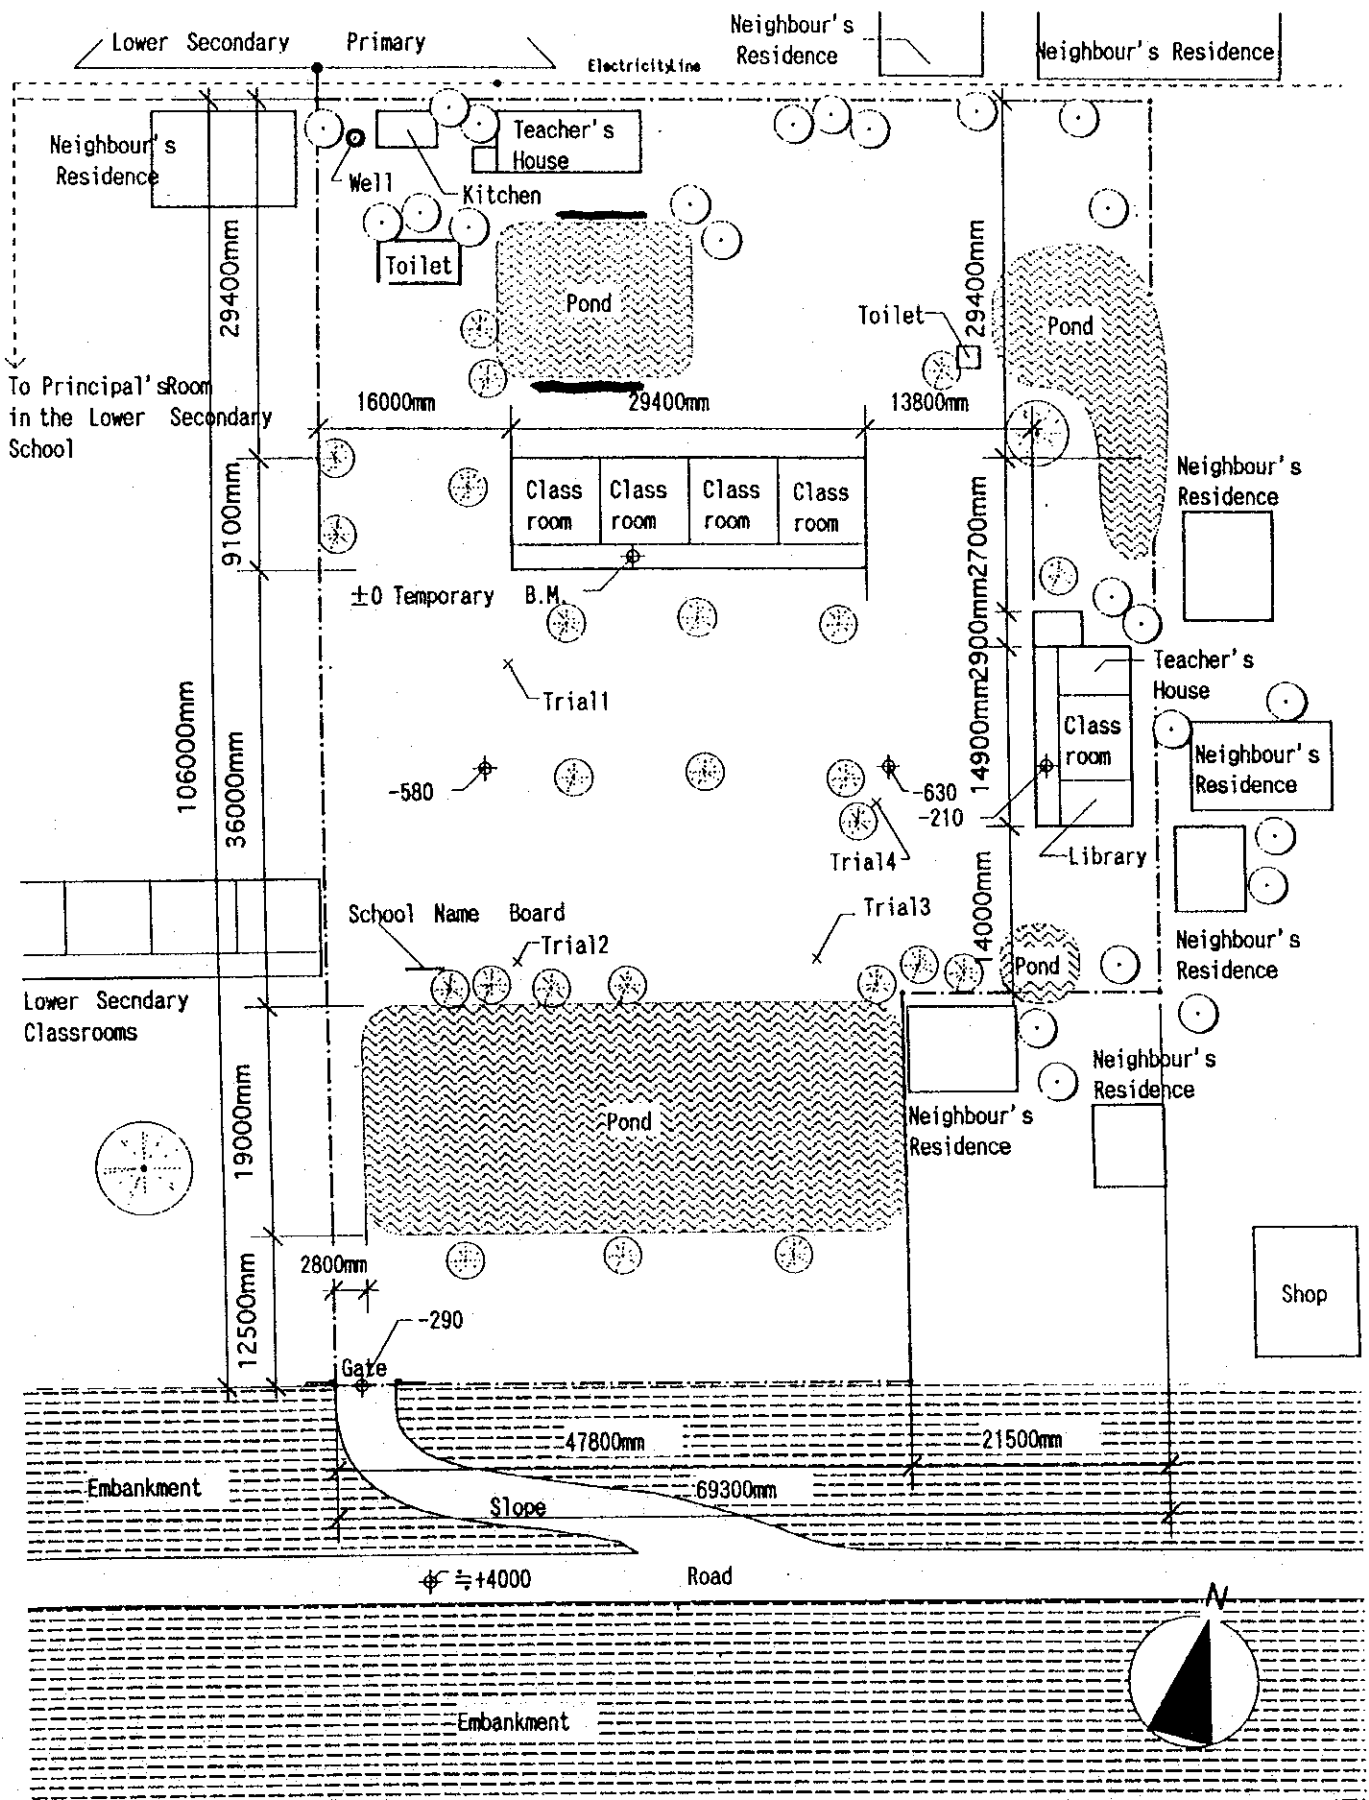 Lower Secondary Primary
Electricity Line
Neighbour's
Residence
Neighbour's Residence
Neighbour's
Residence
Well
Kitchen
Teacher's
House
Toilet
Pond
Toilet
Pond
29400mm
29400mm
To Principal'sRoom
in the Lower Secondary
School
16000mm
29400mm
13800mm
Neighbour's
Residence
9100mm
Class
room
Class
room
Class
room
Class
room
2700mm
±0 Temporary B.M.
2900mm
Trial1
Teacher's
House
106000mm
36000mm
14900mm
Class
room
Neighbour's
Residence
-580
-630
-210
Trial4
Library
School Name Board
Trial2
Trial3
14000mm
Pond
Neighbour's
Residence
Lower Secndary
Classrooms
19000mm
Pond
Neighbour's
Residence
Neighbour's
Residence
2800mm
12500mm
Shop
-290
Gate
47800mm
21500mm
Embankment
69300mm
Slope
≒+4000
Road
N
Embankment